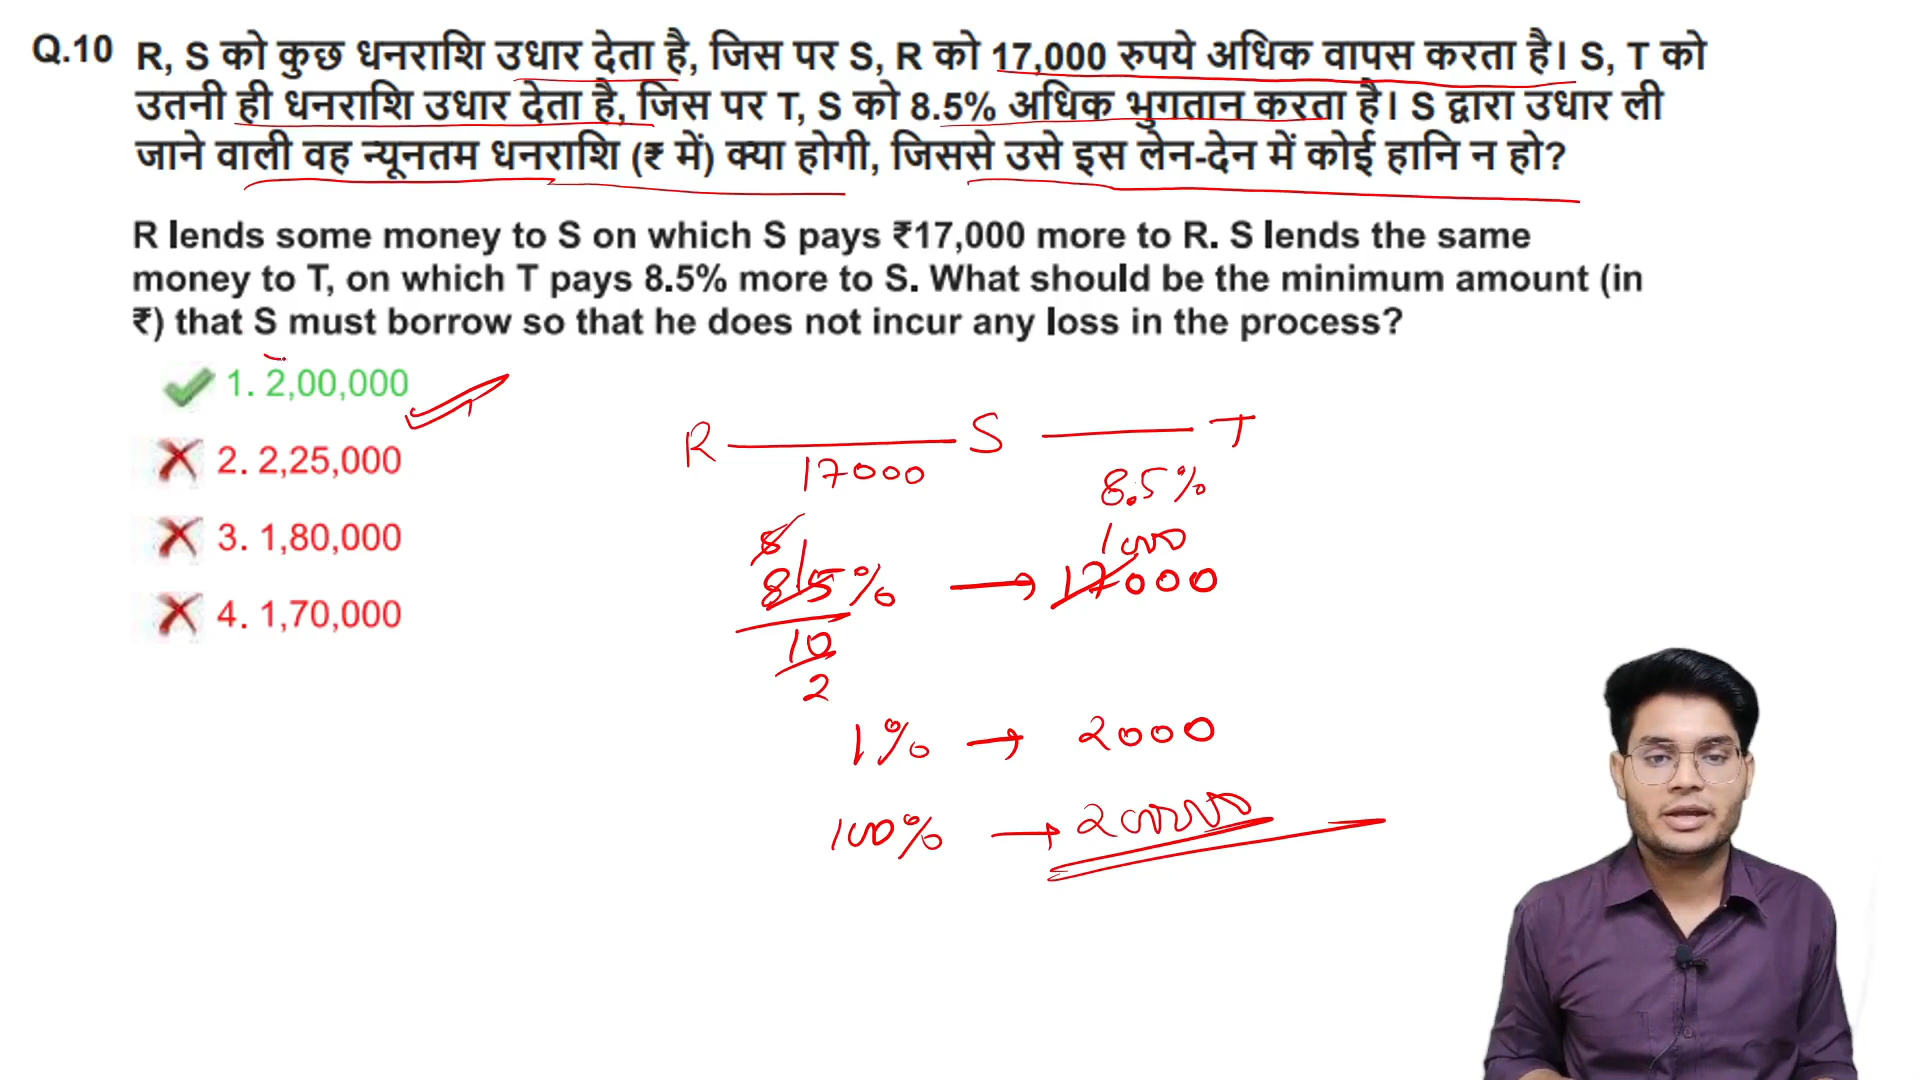 Q.10 R, S को कुछ धनराशि उधार देता है, जिस पर S, R को 17,000 रुपये अधिक वापस करता है। S, T को
उतनी ही धनराशि उधार देता है, जिस पर T, S को 8.5% अधिक भुगतान करता है। S द्वारा उधार ली
जाने वाली वह न्यूनतम धनराशि (₹ में) क्या होगी, जिससे उसे इस लेन-देन में कोई हानि न हो?
R lends some money to S on which S pays ₹17,000 more to R. S lends the same
money to T, on which T pays 8.5% more to S. What should be the minimum amount (in
₹) that S must borrow so that he does not incur any loss in the process?
1. 2,00,000
2. 2,25,000
3. 1,80,000
4. 1,70,000
R S T
17000
8.5%
1000
85% → 17000
10
2
1% → 2000
100% → 200000